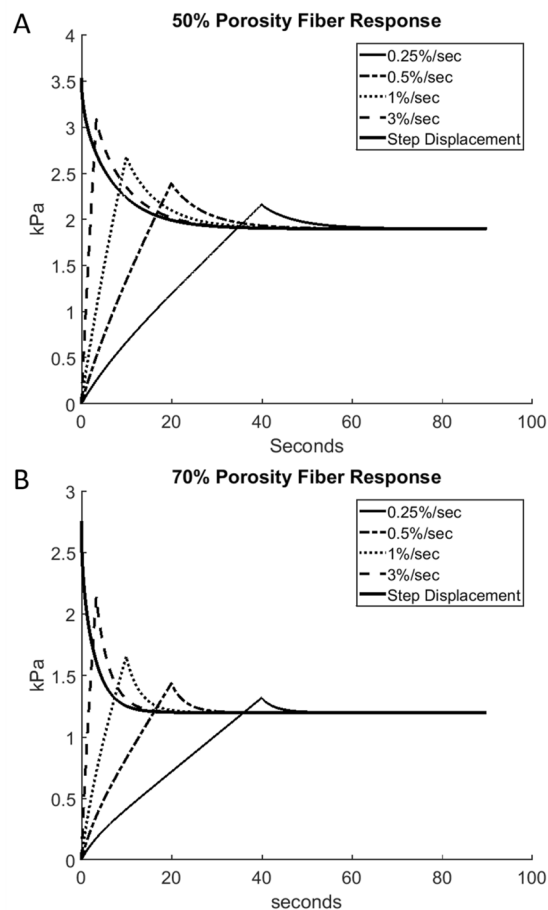 A
50% Porosity Fiber Response
4
3.5
3
2.5
2
1.5
1
0.5
0
kPa
0.25%/sec
0.5%/sec
1%/sec
3%/sec
Step Displacement
0 20 40 60 80 100
Seconds
B
70% Porosity Fiber Response
3
2.5
2
1.5
1
0.5
0
kPa
0.25%/sec
0.5%/sec
1%/sec
3%/sec
Step Displacement
0 20 40 60 80 100
seconds